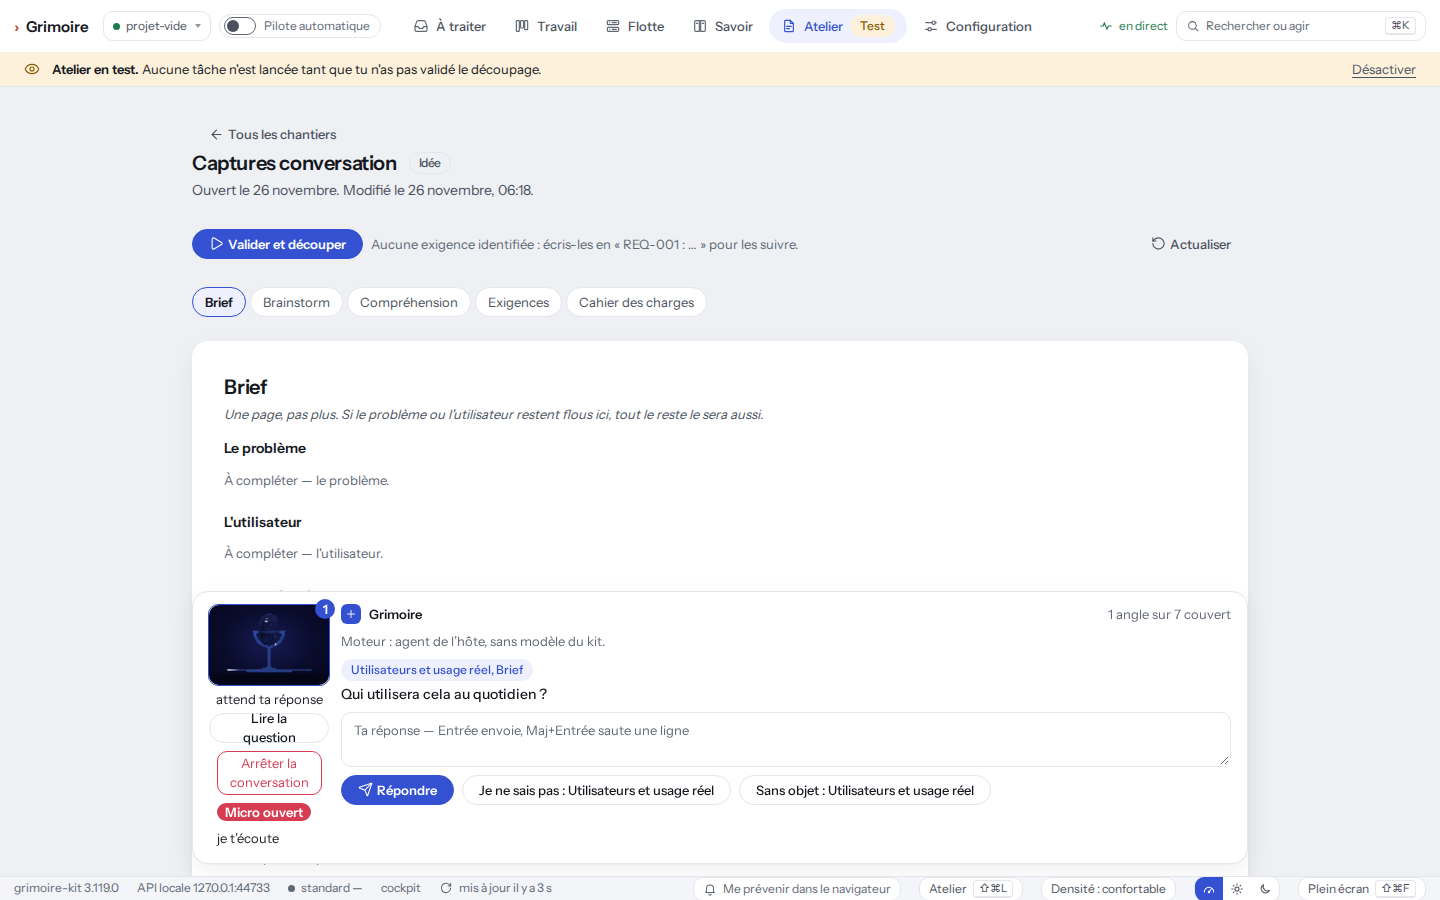 › Grimoire
projet-vide
Pilote automatique
À traiter
Travail
Flotte
Savoir
Atelier
Test
Configuration
en direct
Rechercher ou agir
⌘K
Atelier en test. Aucune tâche n'est lancée tant que tu n'as pas validé le découpage.
Désactiver
← Tous les chantiers
Captures conversation
Idée
Ouvert le 26 novembre. Modifié le 26 novembre, 06:18.
Valider et découper
Aucune exigence identifiée : écris-les en « REQ-001 : … » pour les suivre.
Actualiser
Brief
Brainstorm
Compréhension
Exigences
Cahier des charges
Brief
Une page, pas plus. Si le problème ou l'utilisateur restent flous ici, tout le reste le sera aussi.
Le problème
À compléter — le problème.
L'utilisateur
À compléter — l'utilisateur.
1
attend ta réponse
Lire la
question
Arrêter la
conversation
Micro ouvert
je t'écoute
Grimoire
1 angle sur 7 couvert
Moteur : agent de l'hôte, sans modèle du kit.
Utilisateurs et usage réel, Brief
Qui utilisera cela au quotidien ?
Ta réponse — Entrée envoie, Maj+Entrée saute une ligne
Répondre
Je ne sais pas : Utilisateurs et usage réel
Sans objet : Utilisateurs et usage réel
grimoire-kit 3.119.0
API locale 127.0.0.1:44733
standard —
cockpit
mis à jour il y a 3 s
Me prévenir dans le navigateur
Atelier
⇧⌘L
Densité : confortable
Plein écran
⇧⌘F